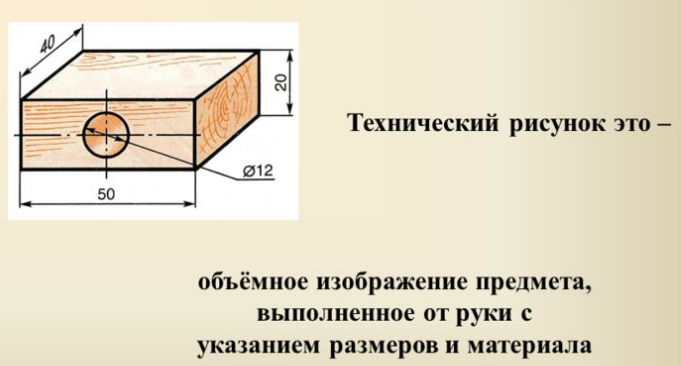 40
20
Ø12
50
Технический рисунок это –
объёмное изображение предмета,
выполненное от руки с
указанием размеров и материала